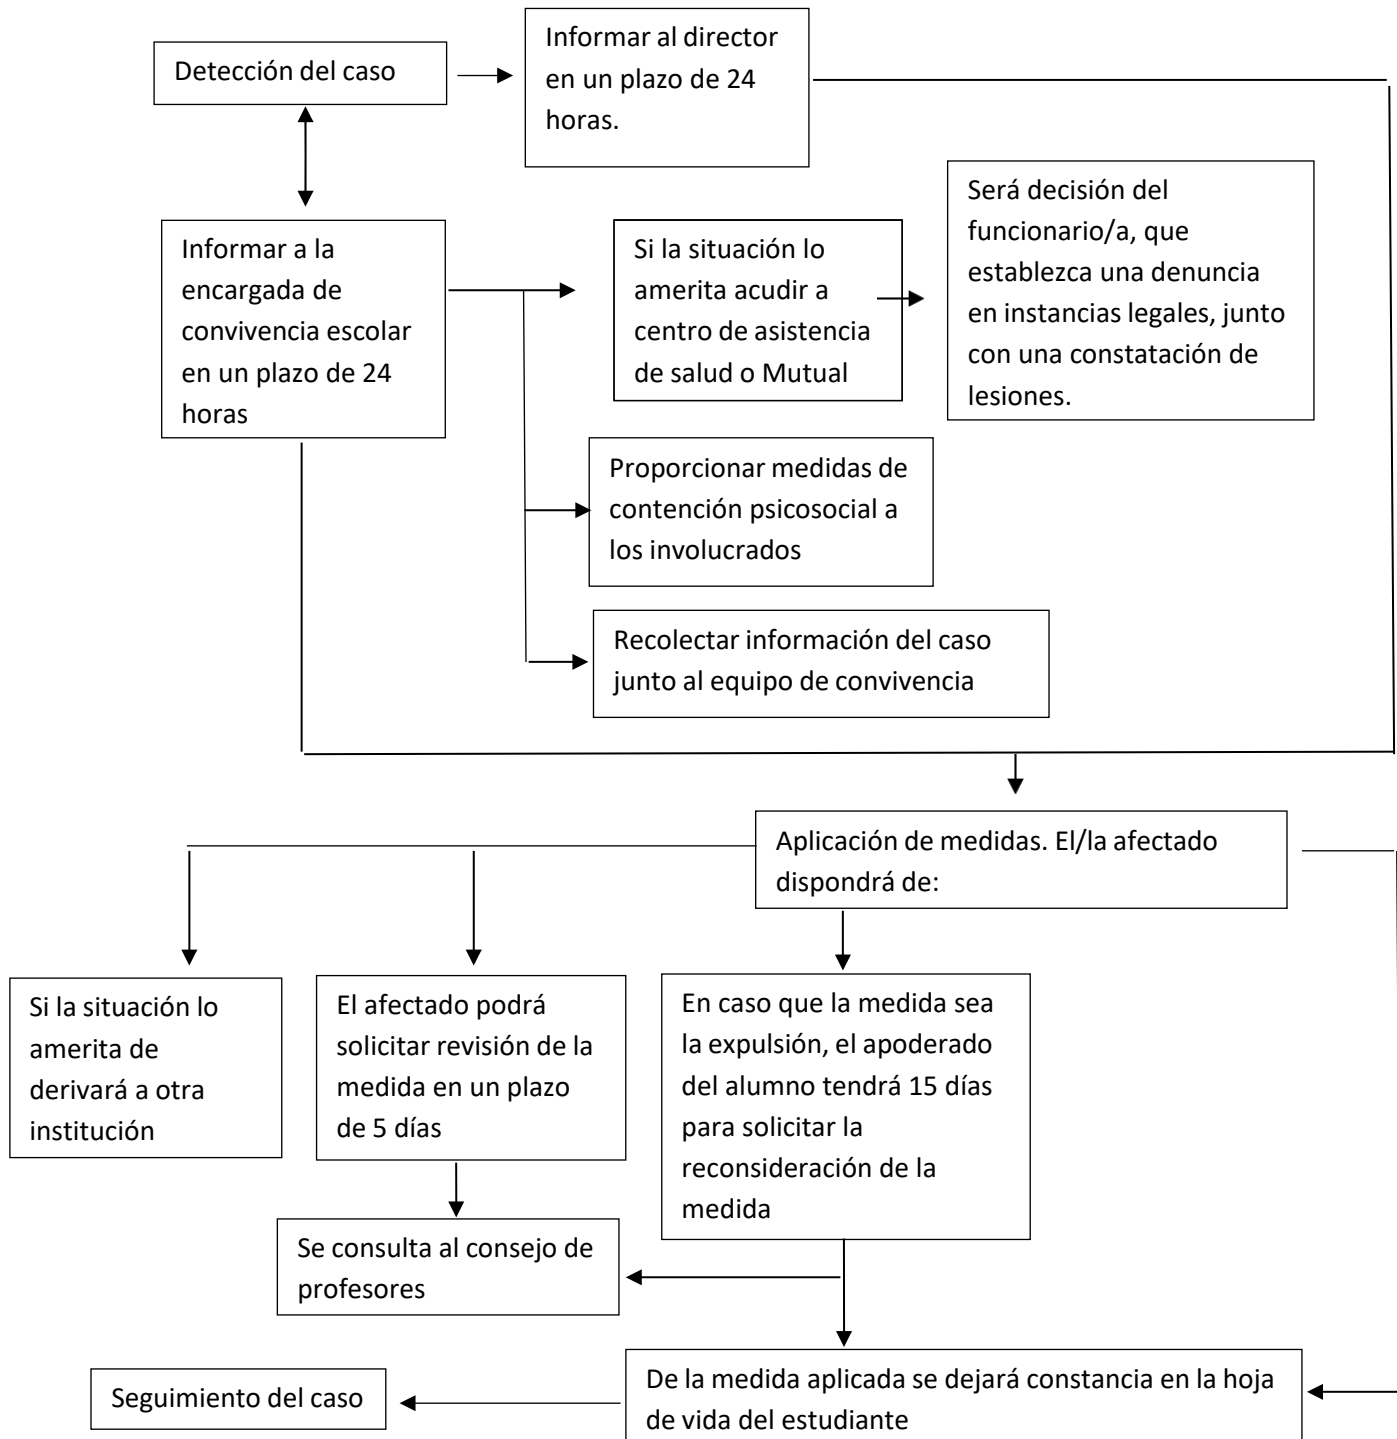 Detección del caso
Informar al director
en un plazo de 24
horas.
Informar a la
encargada de
convivencia escolar
en un plazo de 24
horas
Si la situación lo
amerita acudir a
centro de asistencia
de salud o Mutual
Será decisión del
funcionario/a, que
establezca una denuncia
en instancias legales, junto
con una constatación de
lesiones.
Proporcionar medidas de
contención psicosocial a
los involucrados
Recolectar información del caso
junto al equipo de convivencia
Aplicación de medidas. El/la afectado
dispondrá de:
Si la situación lo
amerita de
derivará a otra
institución
El afectado podrá
solicitar revisión de la
medida en un plazo
de 5 días
En caso que la medida sea
la expulsión, el apoderado
del alumno tendrá 15 días
para solicitar la
reconsideración de la
medida
Se consulta al consejo de
profesores
De la medida aplicada se dejará constancia en la hoja
de vida del estudiante
Seguimiento del caso